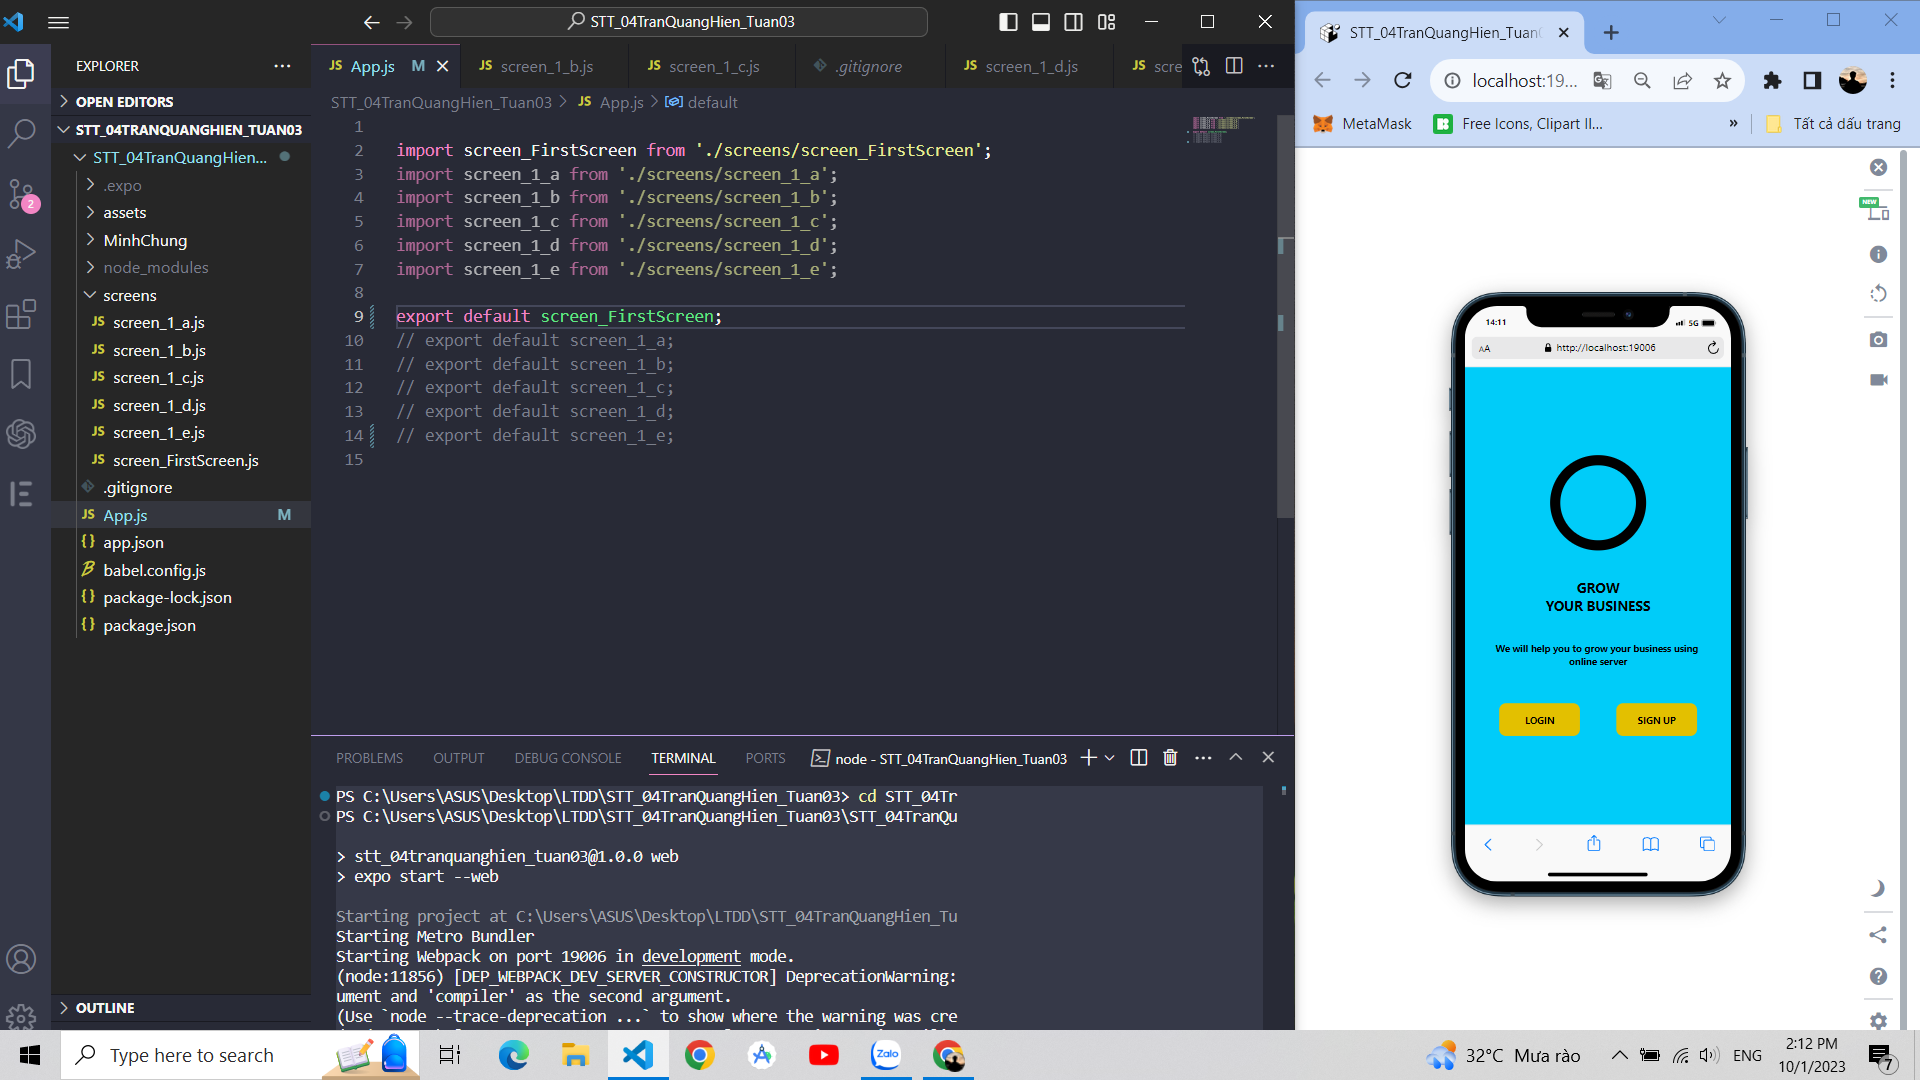 STT_04TranQuangHien_Tuan03
EXPLORER
OPEN EDITORS
STT_04TRANQUANGHIEN_TUAN03
STT_04TranQuangHien...
.expo
assets
MinhChung
node_modules
screens
JS screen_1_a.js
JS screen_1_b.js
JS screen_1_c.js
JS screen_1_d.js
JS screen_1_e.js
JS screen_FirstScreen.js
.gitignore
JS App.js M
{} app.json
babel.config.js
{} package-lock.json
{} package.json
OUTLINE
2
JS App.js M
JS screen_1_b.js
JS screen_1_c.js
.gitignore
JS screen_1_d.js
JS scre
STT_04TranQuangHien_Tuan03 > JS App.js > default
1
2 import screen_FirstScreen from './screens/screen_FirstScreen';
3 import screen_1_a from './screens/screen_1_a';
4 import screen_1_b from './screens/screen_1_b';
5 import screen_1_c from './screens/screen_1_c';
6 import screen_1_d from './screens/screen_1_d';
7 import screen_1_e from './screens/screen_1_e';
8
9 export default screen_FirstScreen;
10 // export default screen_1_a;
11 // export default screen_1_b;
12 // export default screen_1_c;
13 // export default screen_1_d;
14 // export default screen_1_e;
15
PROBLEMS OUTPUT DEBUG CONSOLE TERMINAL PORTS node - STT_04TranQuangHien_Tuan03
PS C:\Users\ASUS\Desktop\LTDD\STT_04TranQuangHien_Tuan03> cd STT_04Tr
PS C:\Users\ASUS\Desktop\LTDD\STT_04TranQuangHien_Tuan03\STT_04TranQu
> stt_04tranquanghien_tuan03@1.0.0 web
> expo start --web
Starting project at C:\Users\ASUS\Desktop\LTDD\STT_04TranQuangHien_Tu
Starting Metro Bundler
Starting Webpack on port 19006 in development mode.
(node:11856) [DEP_WEBPACK_DEV_SERVER_CONSTRUCTOR] DeprecationWarning:
ument and 'compiler' as the second argument.
(Use `node --trace-deprecation ...` to show where the warning was cre
STT_04TranQuangHien_Tuan
localhost:19...
MetaMask
Free Icons, Clipart Il...
»
Tất cả dấu trang
NEW
14:11
5G
AA
http://localhost:19006
GROW
YOUR BUSINESS
We will help you to grow your business using
online server
LOGIN
SIGN UP
Type here to search
Zalo
32°C Mưa rào
ENG
2:12 PM
10/1/2023
7